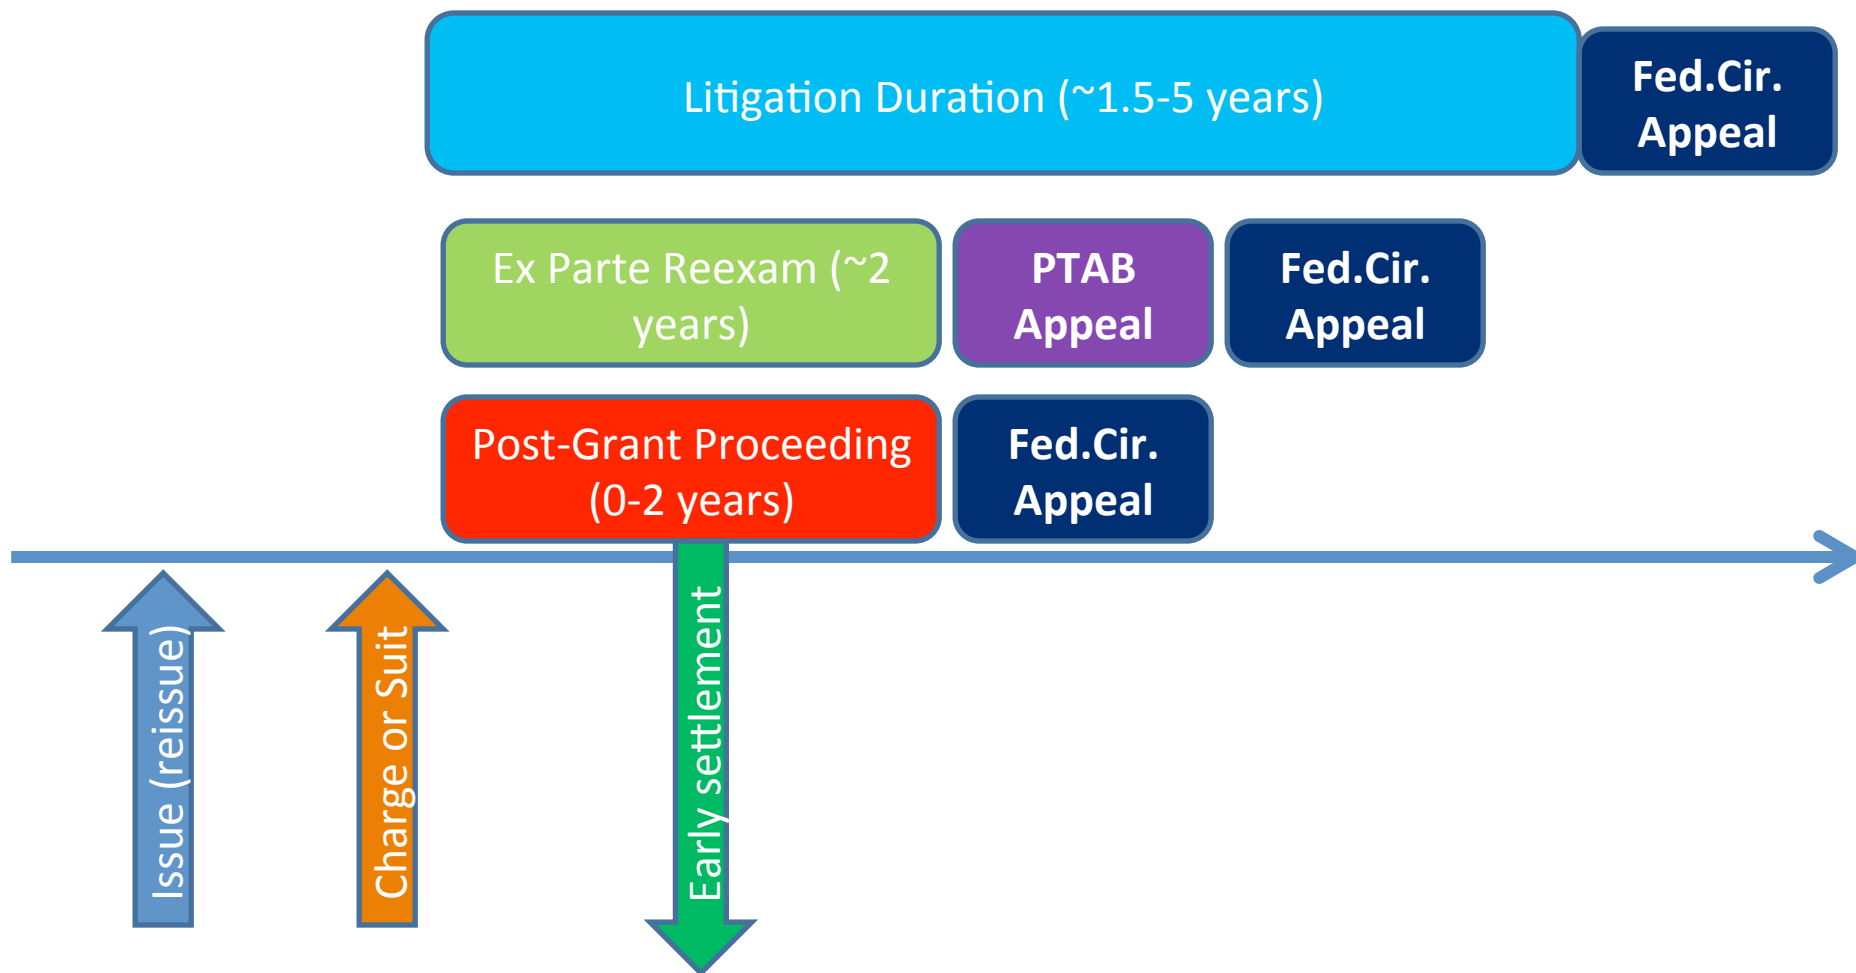 Litigation Duration (~1.5-5 years)
Fed.Cir.
Appeal
Ex Parte Reexam (~2
years)
PTAB
Appeal
Fed.Cir.
Appeal
Post-Grant Proceeding
(0-2 years)
Fed.Cir.
Appeal
Issue (reissue)
Charge or Suit
Early settlement